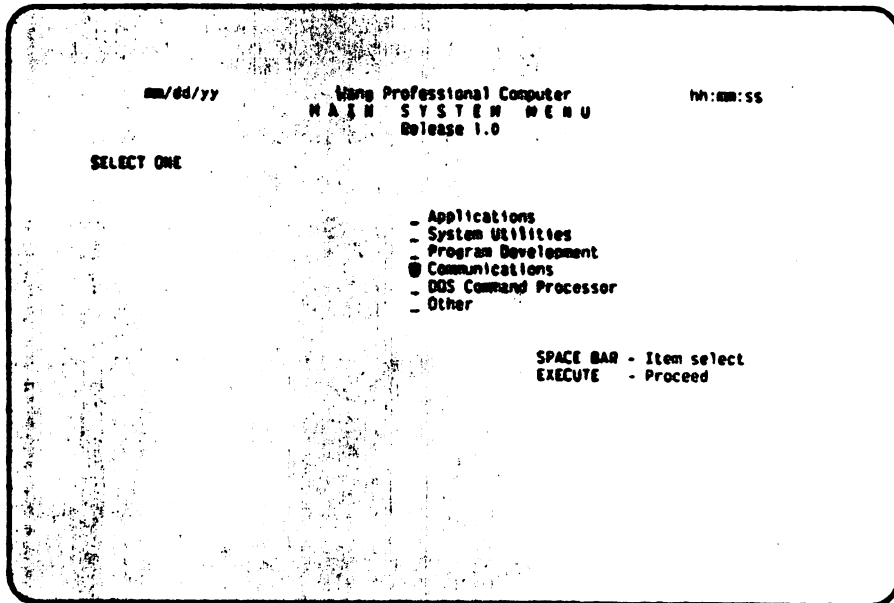 mm/dd/yy Wang Professional Computer hh:mm:ss
M A I N S Y S T E M M E N U
Release 1.0
SELECT ONE
_ Applications
_ System Utilities
_ Program Development
Communications
_ DOS Command Processor
_ Other
SPACE BAR - Item select
EXECUTE - Proceed